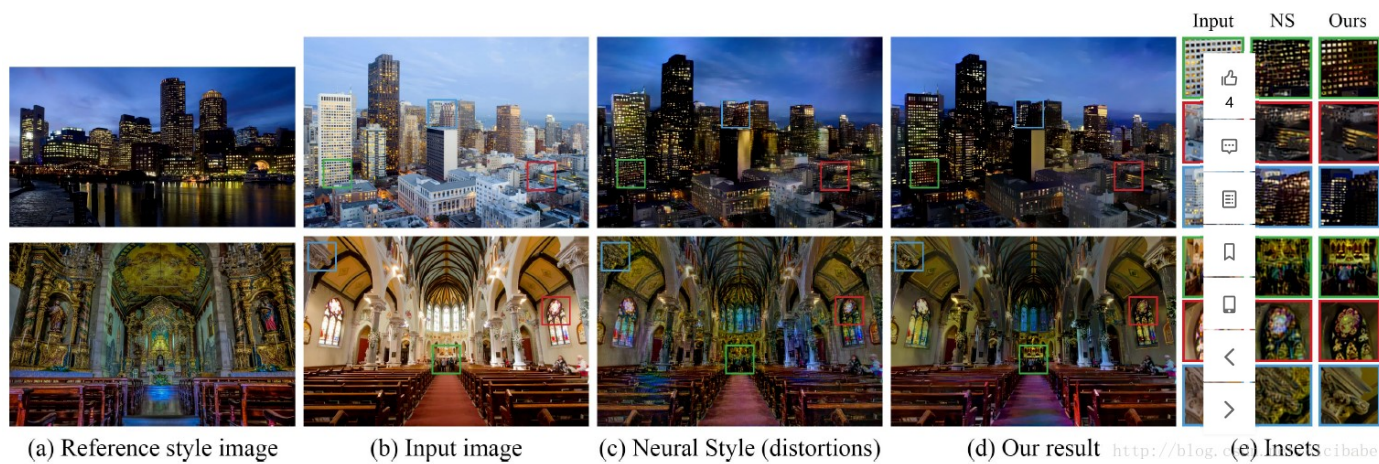 Input NS Ours
4
(a) Reference style image (b) Input image (c) Neural Style (distortions) (d) Our result (e) Insets
http://blog.